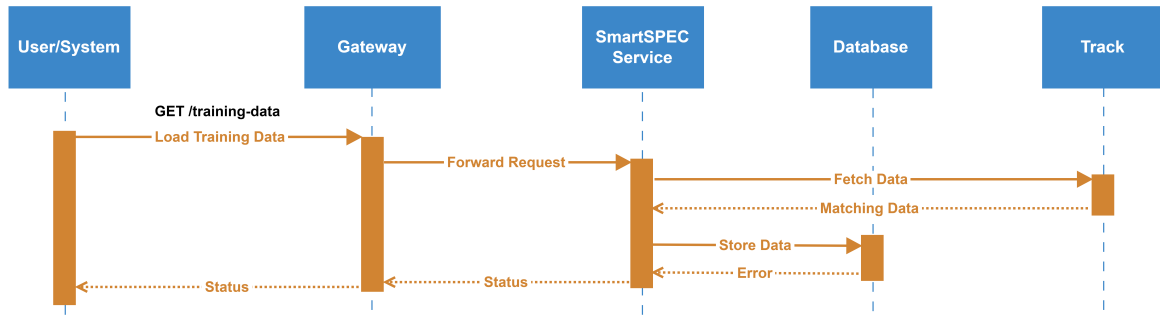 User/System
Gateway
SmartSPEC
Service
Database
Track
GET /training-data
Load Training Data
Forward Request
Fetch Data
Matching Data
Store Data
Error
Status
Status